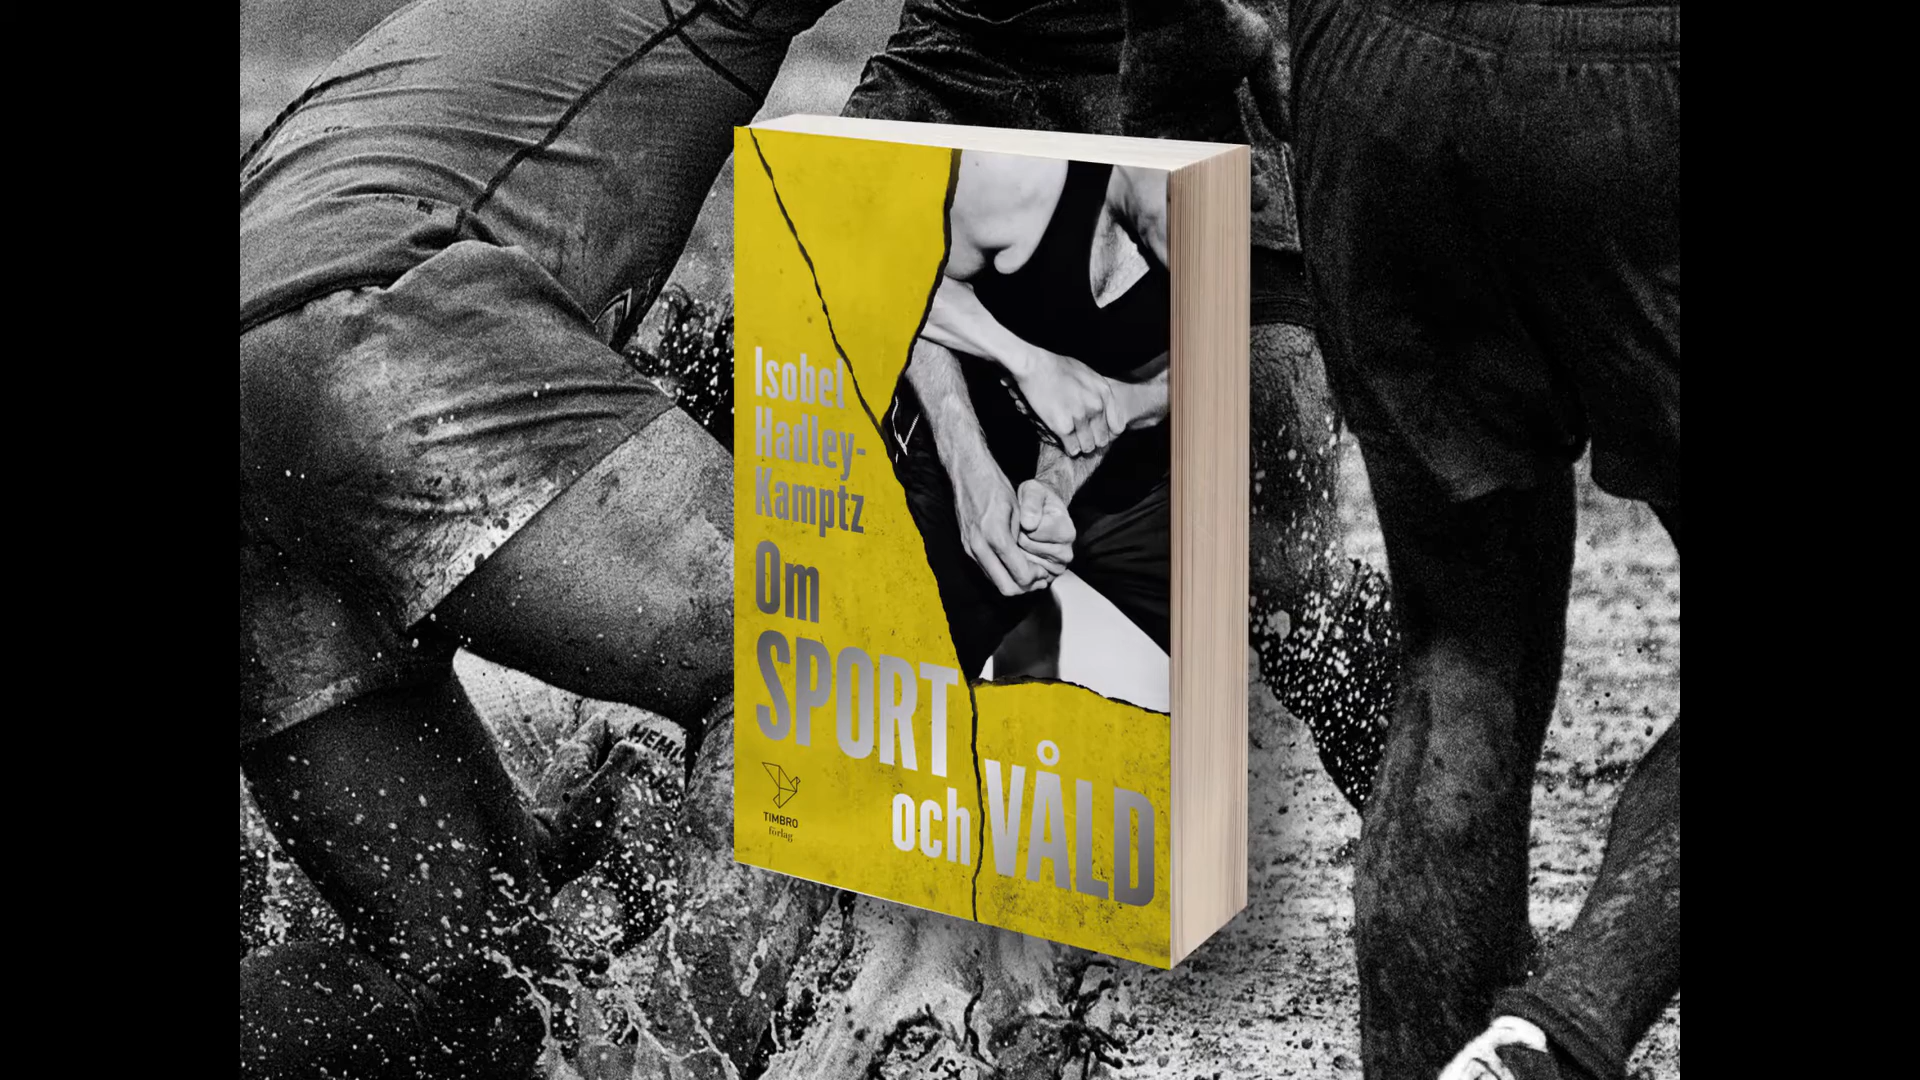 Isobel
Hadley-
Kamptz
Om
SPORT
och VÅLD
TIMBRO
förlag